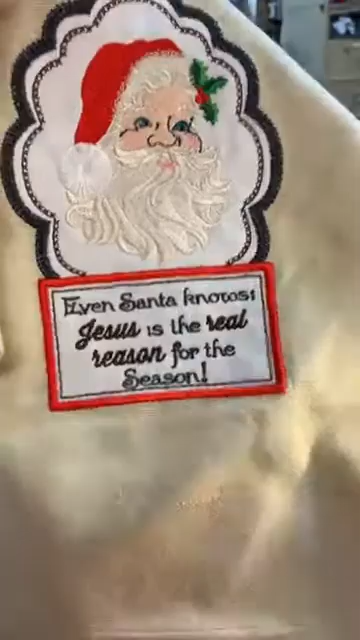 Even Santa knows:
Jesus is the real
reason for the
Season!